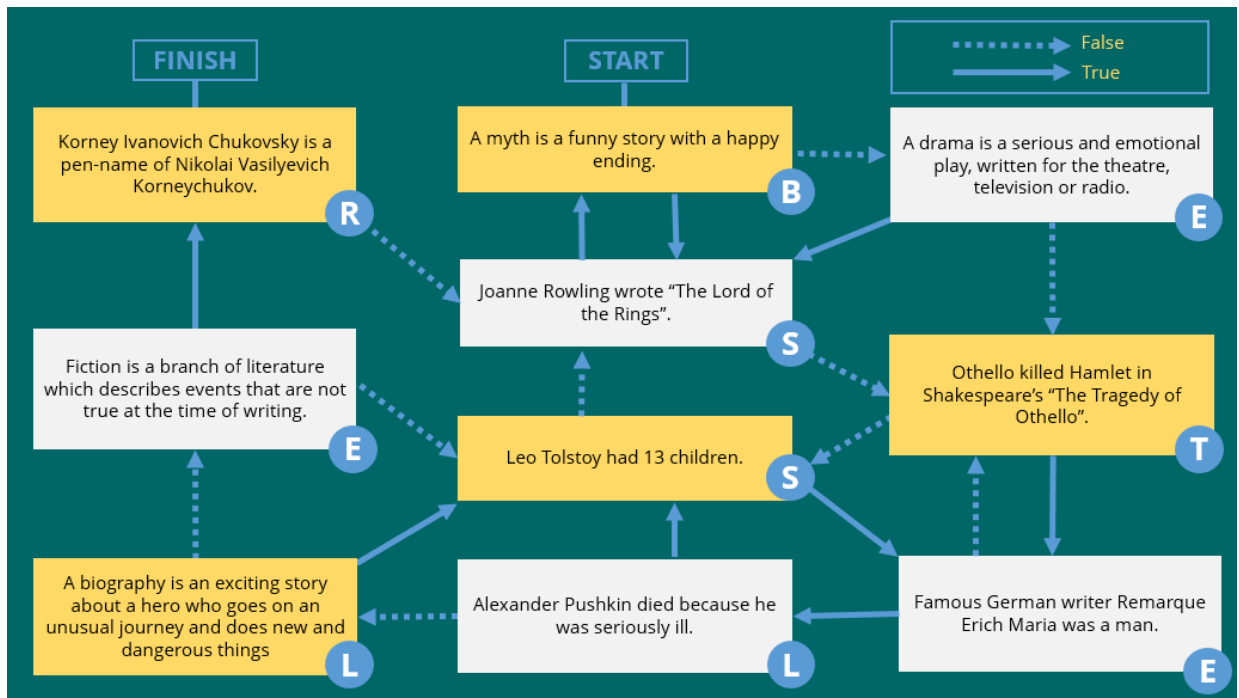 FINISH
START
False
True
Korney Ivanovich Chukovsky is a
pen-name of Nikolai Vasilyevich
Korneychukov.
R
A myth is a funny story with a happy
ending.
B
A drama is a serious and emotional
play, written for the theatre,
television or radio.
E
Joanne Rowling wrote “The Lord of
the Rings”.
S
Fiction is a branch of literature
which describes events that are not
true at the time of writing.
E
Othello killed Hamlet in
Shakespeare’s “The Tragedy of
Othello”.
T
Leo Tolstoy had 13 children.
S
A biography is an exciting story
about a hero who goes on an
unusual journey and does new and
dangerous things
L
Alexander Pushkin died because he
was seriously ill.
L
Famous German writer Remarque
Erich Maria was a man.
E